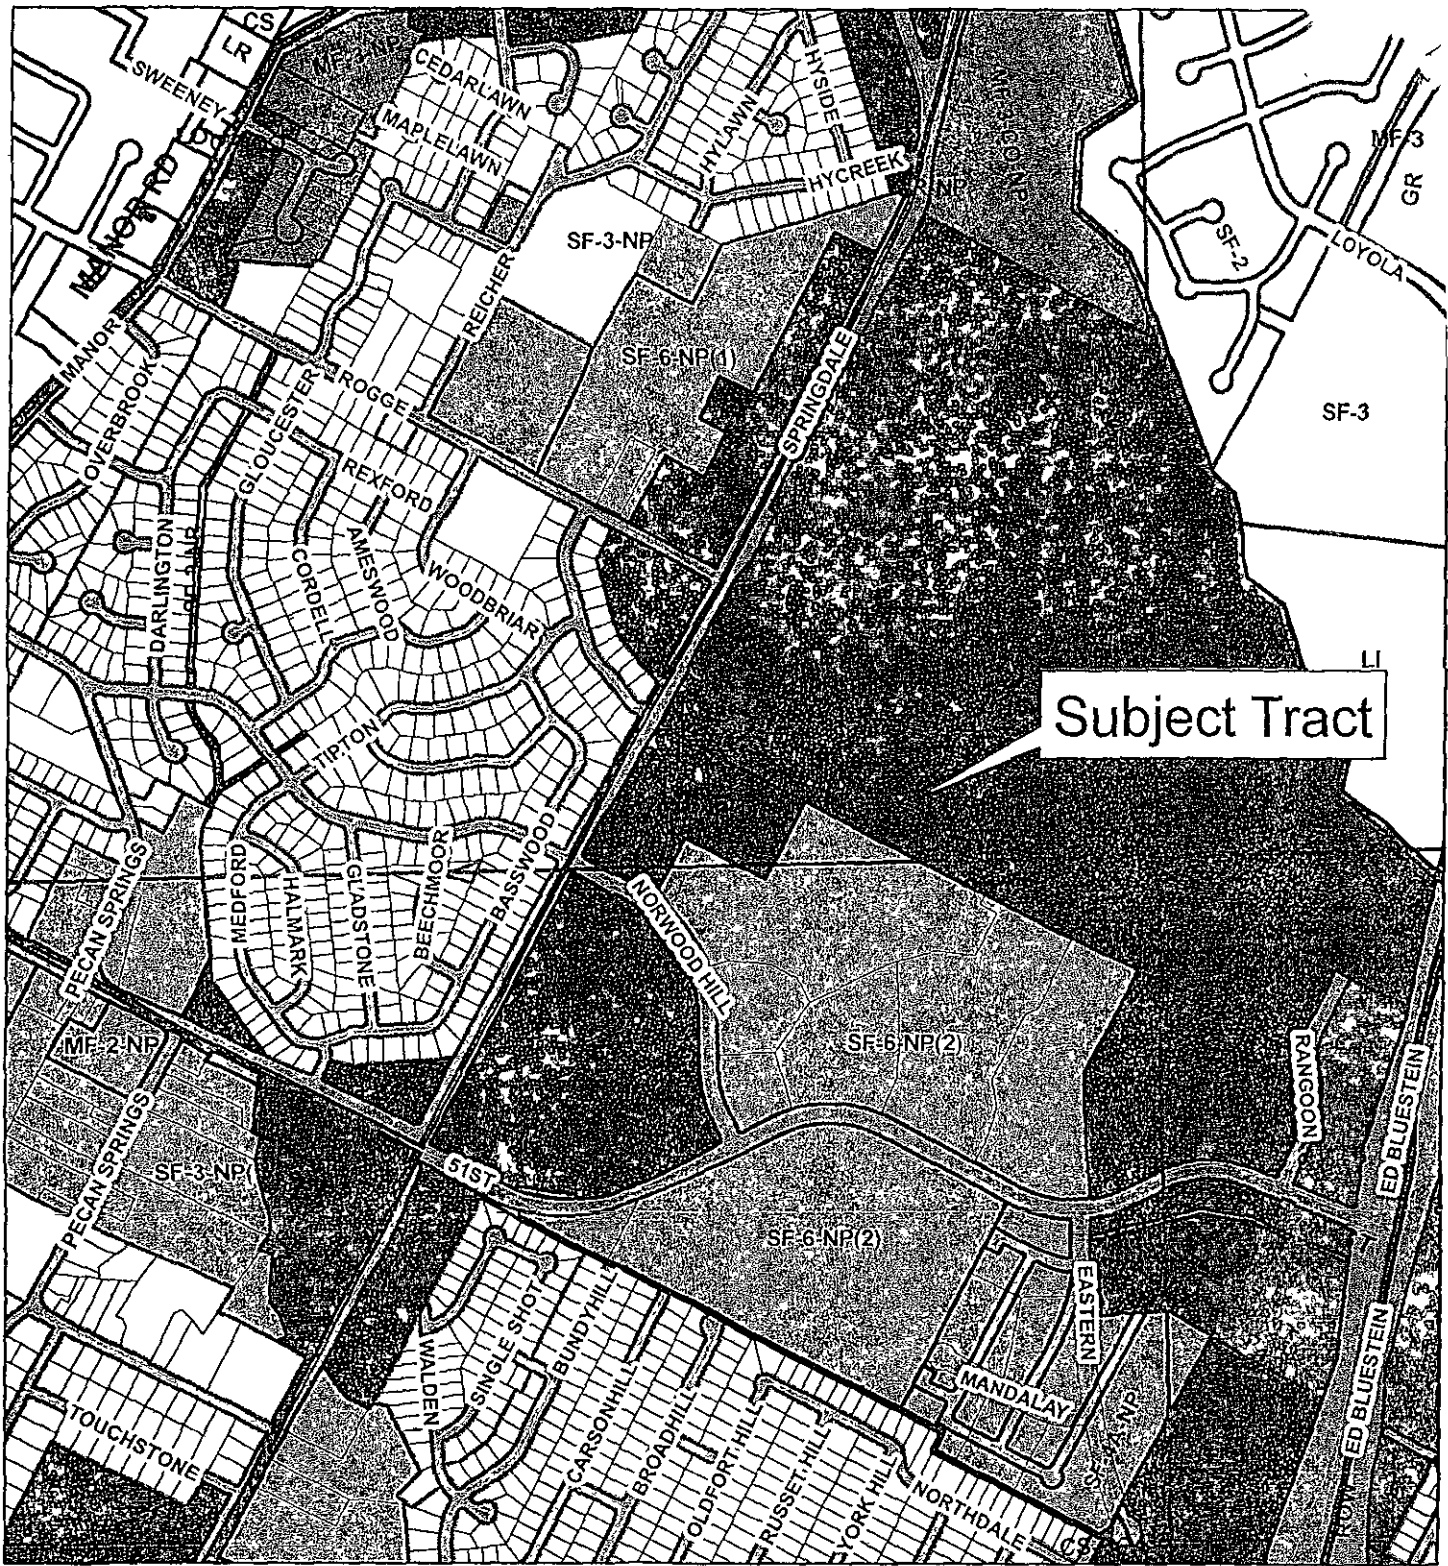 CS
LR
SWEENEY
MANOR RD
CEDARLAWN
MAPLELAWN
HYLAWN
HYSIDE
HYCREEK
MF-3
GR
SF-2
LOYOLA
SF-3
LI
SF-3-NP
REICHER
SF-6-NP(1)
SPRINGDALE
MANOR
OVERBROOK
GLOUCESTER
ROGGE
REXFORD
DARLINGTON
CORDELL
AMESWOOD
WOODBRIAR
TIPTON
Subject Tract
PECAN SPRINGS
MEDFORD
HALMARK
GLADSTONE
BEECHMOOR
BASSWOOD
NORWOOD HILL
MF-2-NP
SF-6-NP(2)
RANGOON
ED BLUESTEIN
PECAN SPRINGS
SF-3-NP(
51ST
SF-6-NP(2)
EASTERN
MANDALAY
ED BLUESTEIN
WALDEN
SINGLE SHOT
BUNDYHILL
CARSONHILL
BROADHILL
OLDFORT HILL
RUSSET HILL
YORK HILL
NORTHDALE
TOUCHSTONE
CS